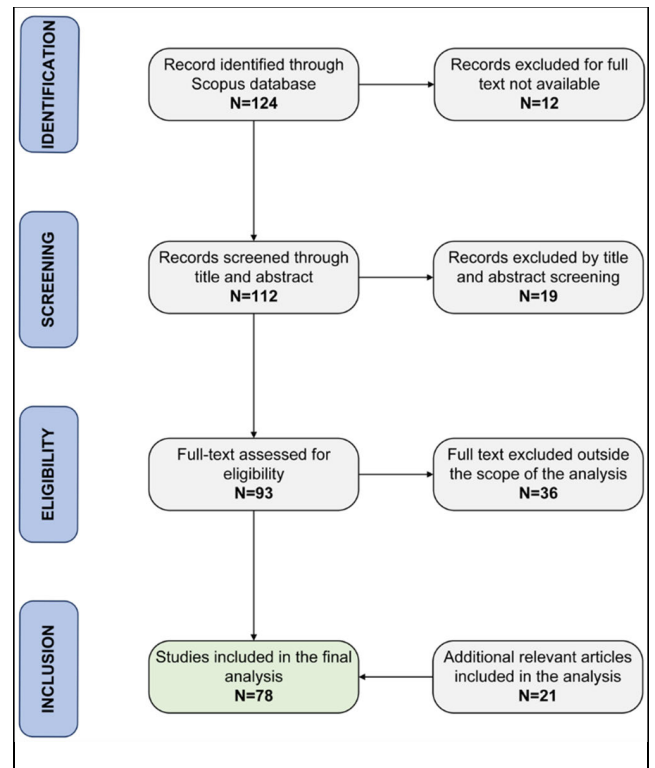 IDENTIFICATION
Record identified through
Scopus database
N=124
Records excluded for full
text not available
N=12
SCREENING
Records screened through
title and abstract
N=112
Records excluded by title
and abstract screening
N=19
ELIGIBILITY
Full-text assessed for
eligibility
N=93
Full text excluded outside
the scope of the analysis
N=36
INCLUSION
Studies included in the final
analysis
N=78
Additional relevant articles
included in the analysis
N=21